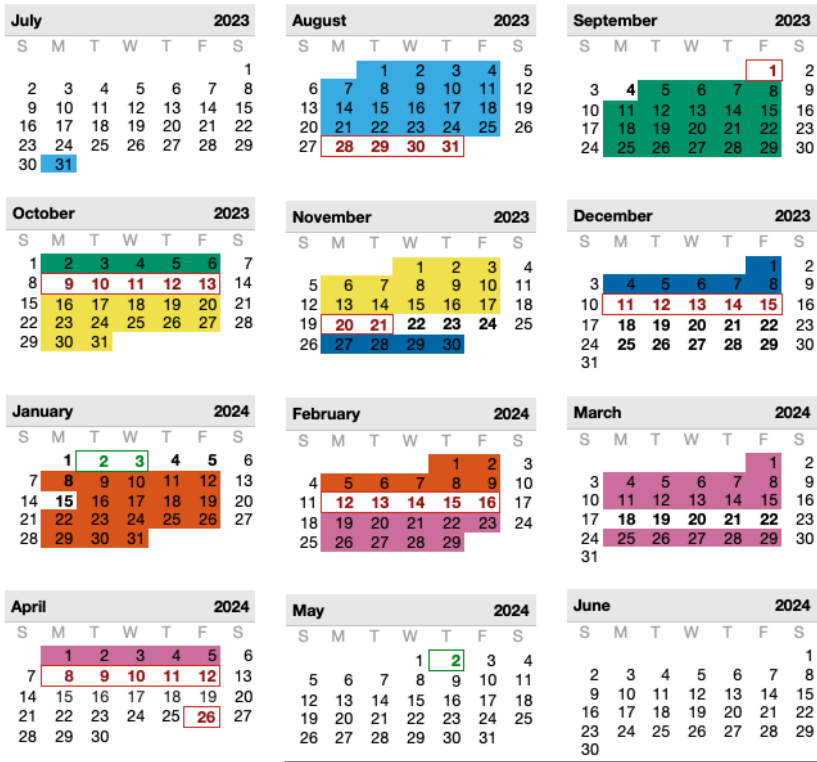 July 2023
S M T W T F S
1
2 3 4 5 6 7 8
9 10 11 12 13 14 15
16 17 18 19 20 21 22
23 24 25 26 27 28 29
30 31
August 2023
S M T W T F S
1 2 3 4 5
6 7 8 9 10 11 12
13 14 15 16 17 18 19
20 21 22 23 24 25 26
27 28 29 30 31
September 2023
S M T W T F S
1 2
3 4 5 6 7 8 9
10 11 12 13 14 15 16
17 18 19 20 21 22 23
24 25 26 27 28 29 30
October 2023
S M T W T F S
1 2 3 4 5 6 7
8 9 10 11 12 13 14
15 16 17 18 19 20 21
22 23 24 25 26 27 28
29 30 31
November 2023
S M T W T F S
1 2 3 4
5 6 7 8 9 10 11
12 13 14 15 16 17 18
19 20 21 22 23 24 25
26 27 28 29 30
December 2023
S M T W T F S
1 2
3 4 5 6 7 8 9
10 11 12 13 14 15 16
17 18 19 20 21 22 23
24 25 26 27 28 29 30
31
January 2024
S M T W T F S
1 2 3 4 5 6
7 8 9 10 11 12 13
14 15 16 17 18 19 20
21 22 23 24 25 26 27
28 29 30 31
February 2024
S M T W T F S
1 2 3
4 5 6 7 8 9 10
11 12 13 14 15 16 17
18 19 20 21 22 23 24
25 26 27 28 29
March 2024
S M T W T F S
1 2
3 4 5 6 7 8 9
10 11 12 13 14 15 16
17 18 19 20 21 22 23
24 25 26 27 28 29 30
31
April 2024
S M T W T F S
1 2 3 4 5 6
7 8 9 10 11 12 13
14 15 16 17 18 19 20
21 22 23 24 25 26 27
28 29 30
May 2024
S M T W T F S
1 2 3 4
5 6 7 8 9 10 11
12 13 14 15 16 17 18
19 20 21 22 23 24 25
26 27 28 29 30 31
June 2024
S M T W T F S
1
2 3 4 5 6 7 8
9 10 11 12 13 14 15
16 17 18 19 20 21 22
23 24 25 26 27 28 29
30